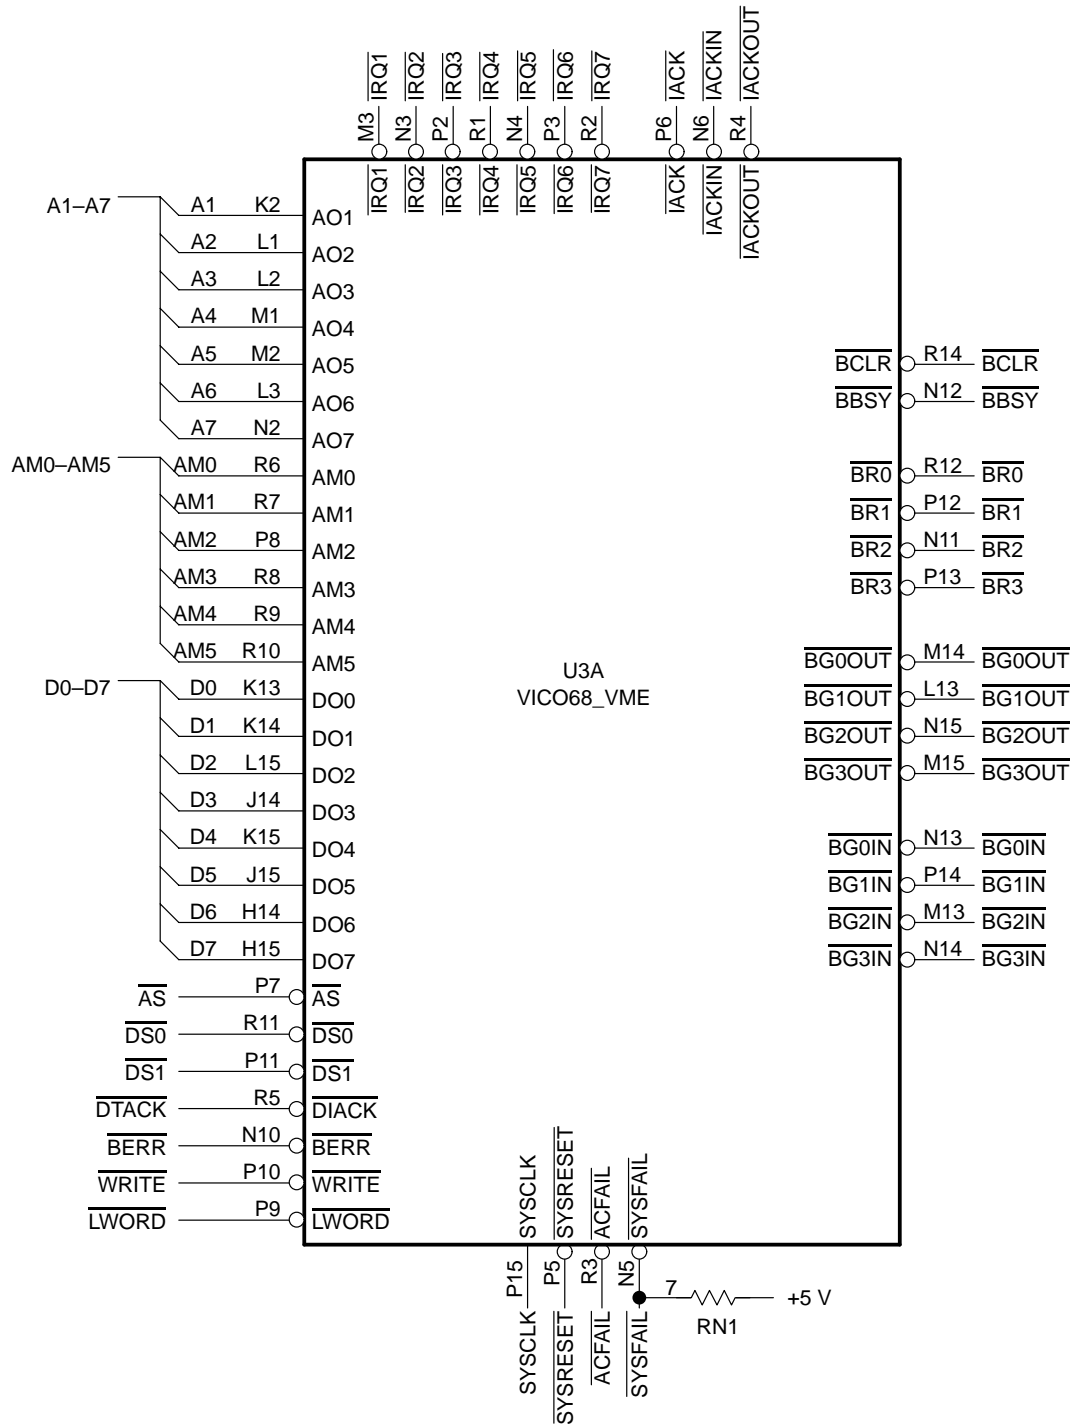 M3 IRQ1 N3 IRQ2 P2 IRQ3 R1 IRQ4 N4 IRQ5 P3 IRQ6 R2 IRQ7 P6 IACK N6 IACKIN R4 IACKOUT
IRQ1 IRQ2 IRQ3 IRQ4 IRQ5 IRQ6 IRQ7 IACK IACKIN IACKOUT
A1–A7 A1 K2 AO1
A2 L1 AO2
A3 L2 AO3
A4 M1 AO4
A5 M2 AO5 BCLR R14 BCLR
A6 L3 AO6 BBSY N12 BBSY
A7 N2 AO7
AM0–AM5 AM0 R6 AM0 BR0 R12 BR0
AM1 R7 AM1 BR1 P12 BR1
AM2 P8 AM2 BR2 N11 BR2
AM3 R8 AM3 BR3 P13 BR3
AM4 R9 AM4
AM5 R10 AM5 BG0OUT M14 BG0OUT
U3A
D0–D7 D0 K13 DO0 VICO68_VME BG1OUT L13 BG1OUT
D1 K14 DO1 BG2OUT N15 BG2OUT
D2 L15 DO2 BG3OUT M15 BG3OUT
D3 J14 DO3
D4 K15 DO4 BG0IN N13 BG0IN
D5 J15 DO5 BG1IN P14 BG1IN
D6 H14 DO6 BG2IN M13 BG2IN
D7 H15 DO7 BG3IN N14 BG3IN
AS P7 AS
DS0 R11 DS0
DS1 P11 DS1
DTACK R5 DIACK
BERR N10 BERR
WRITE P10 WRITE
LWORD P9 LWORD
SYSCLK SYSRESET ACFAIL SYSFAIL
P15 P5 R3 N5
7 +5 V
RN1
SYSCLK SYSRESET ACFAIL SYSFAIL